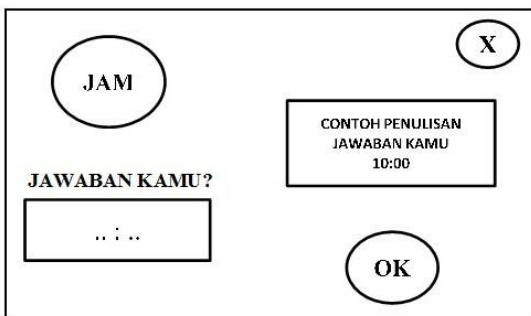 X
JAM
CONTOH PENULISAN
JAWABAN KAMU
10:00
JAWABAN KAMU?
.. : ..
OK